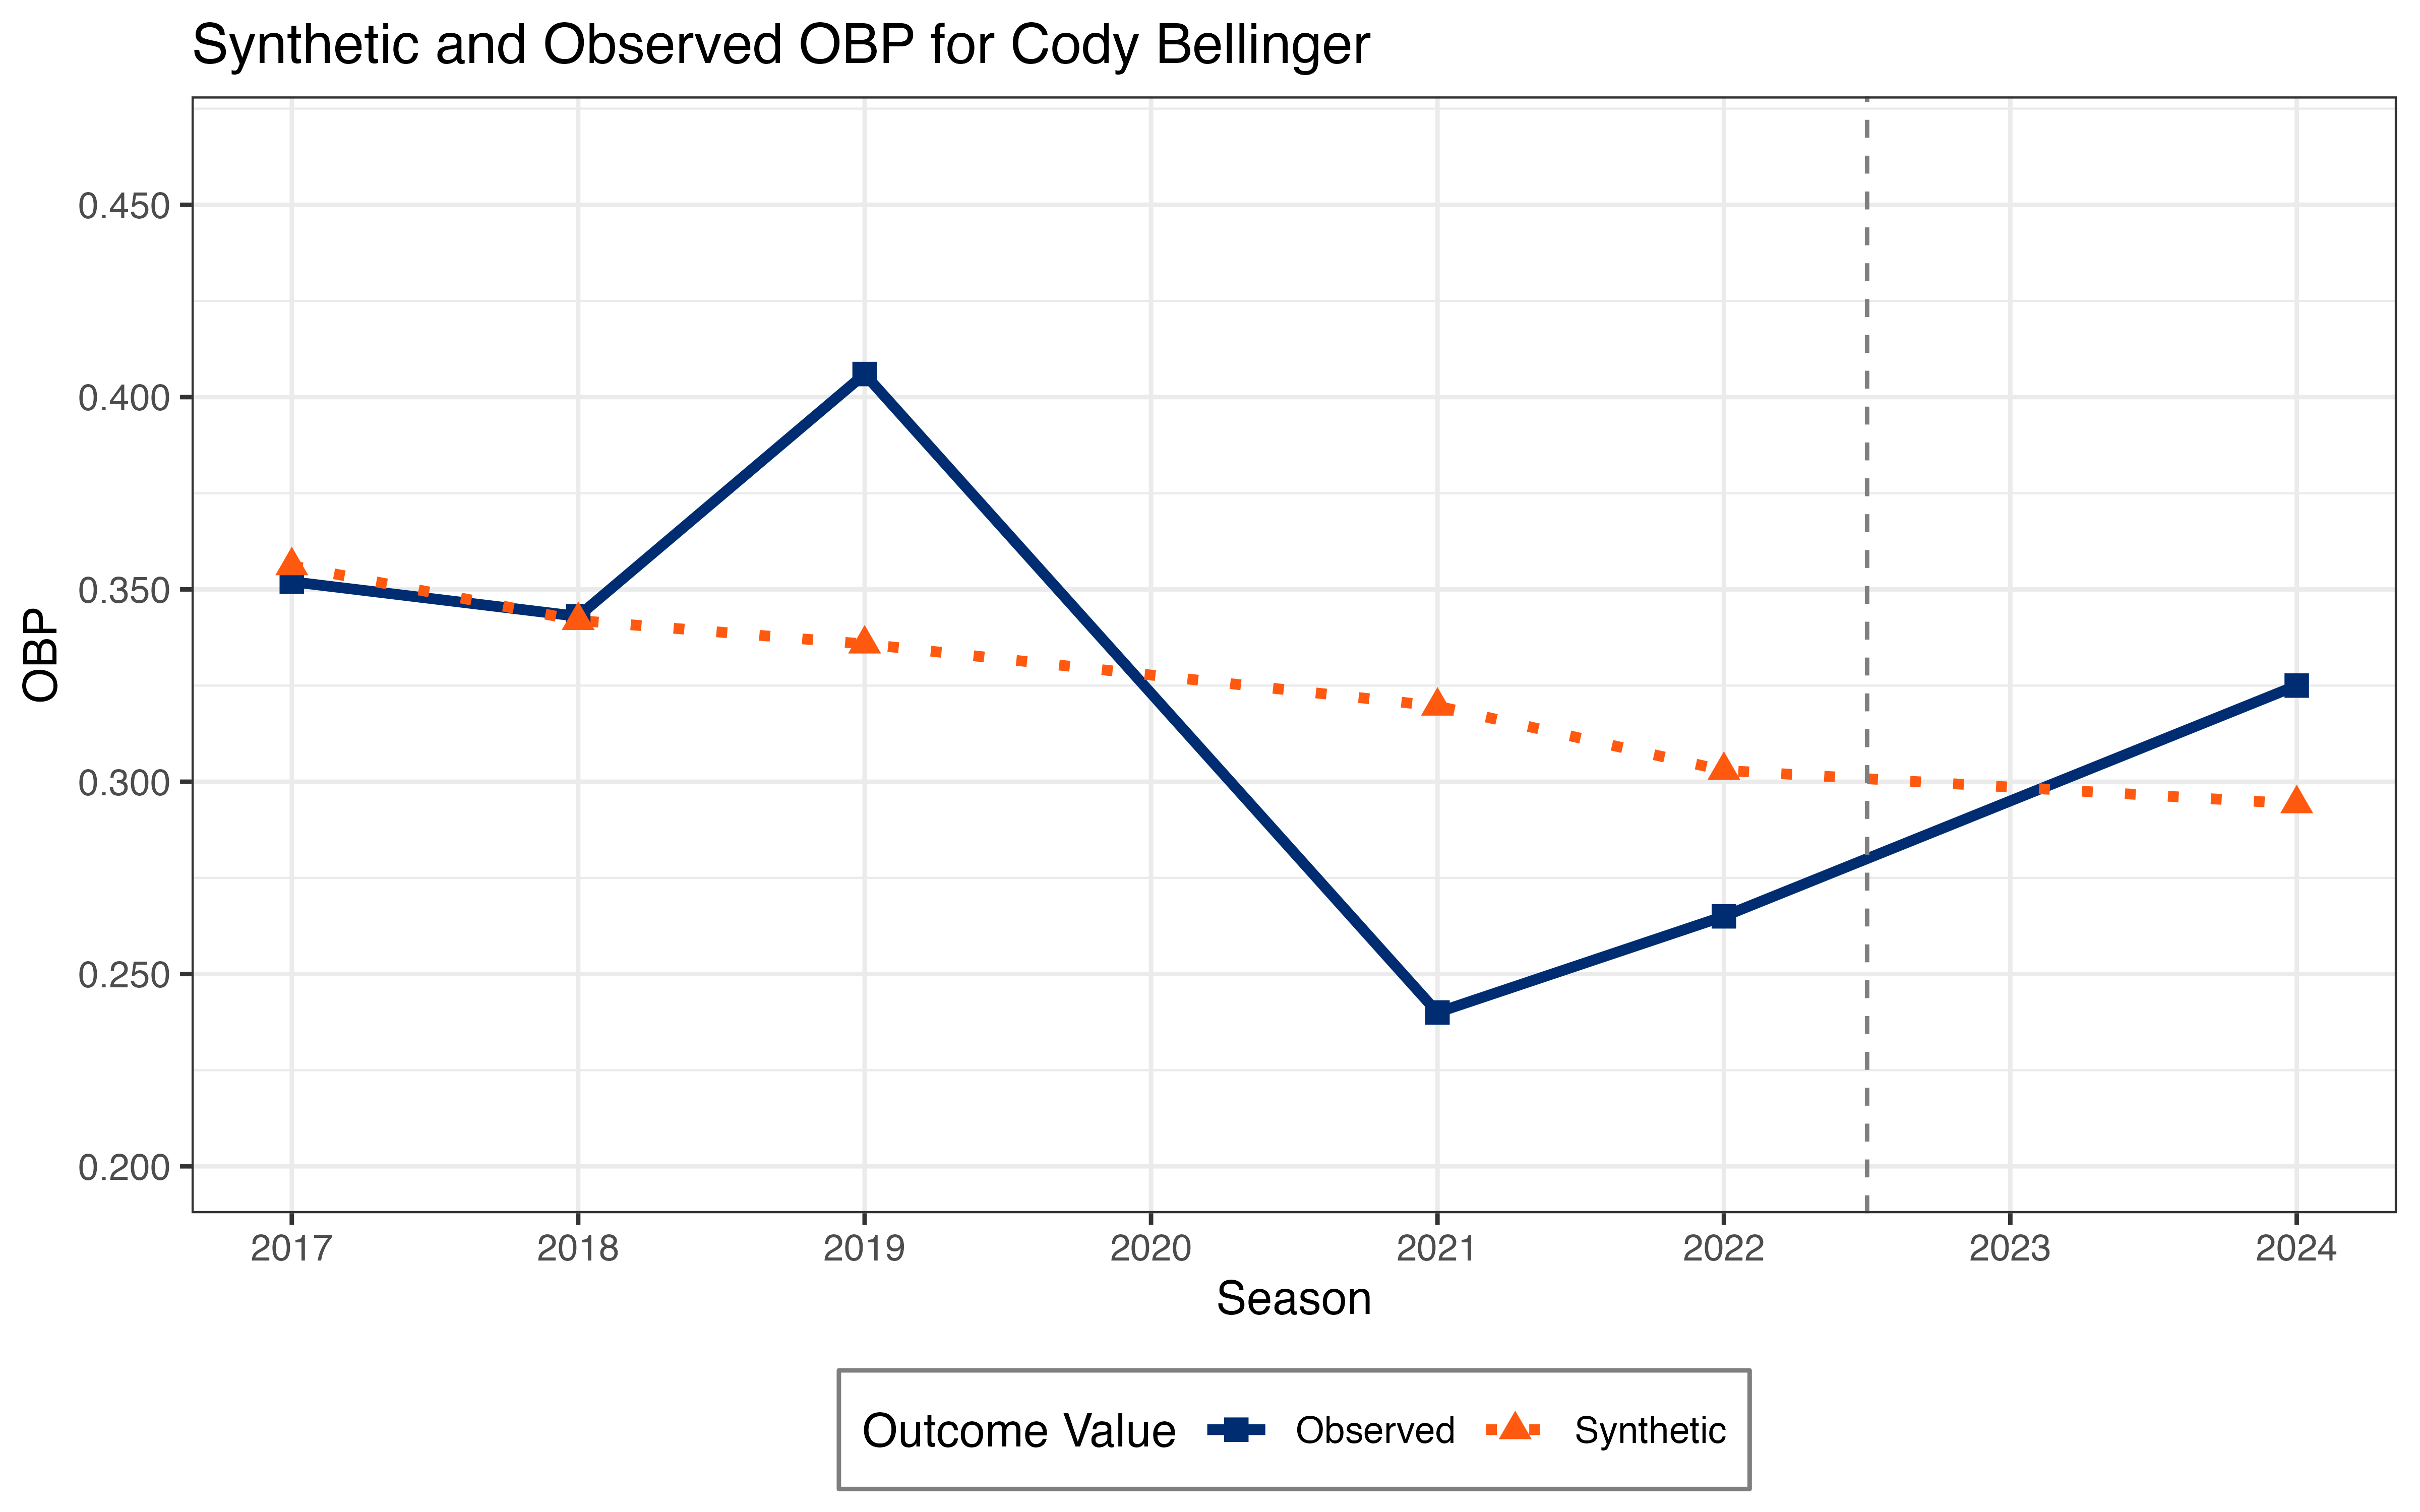 Synthetic and Observed OBP for Cody Bellinger
OBP
0.450
0.400
0.350
0.300
0.250
0.200
2017 2018 2019 2020 2021 2022 2023 2024
Season
Outcome Value Observed Synthetic